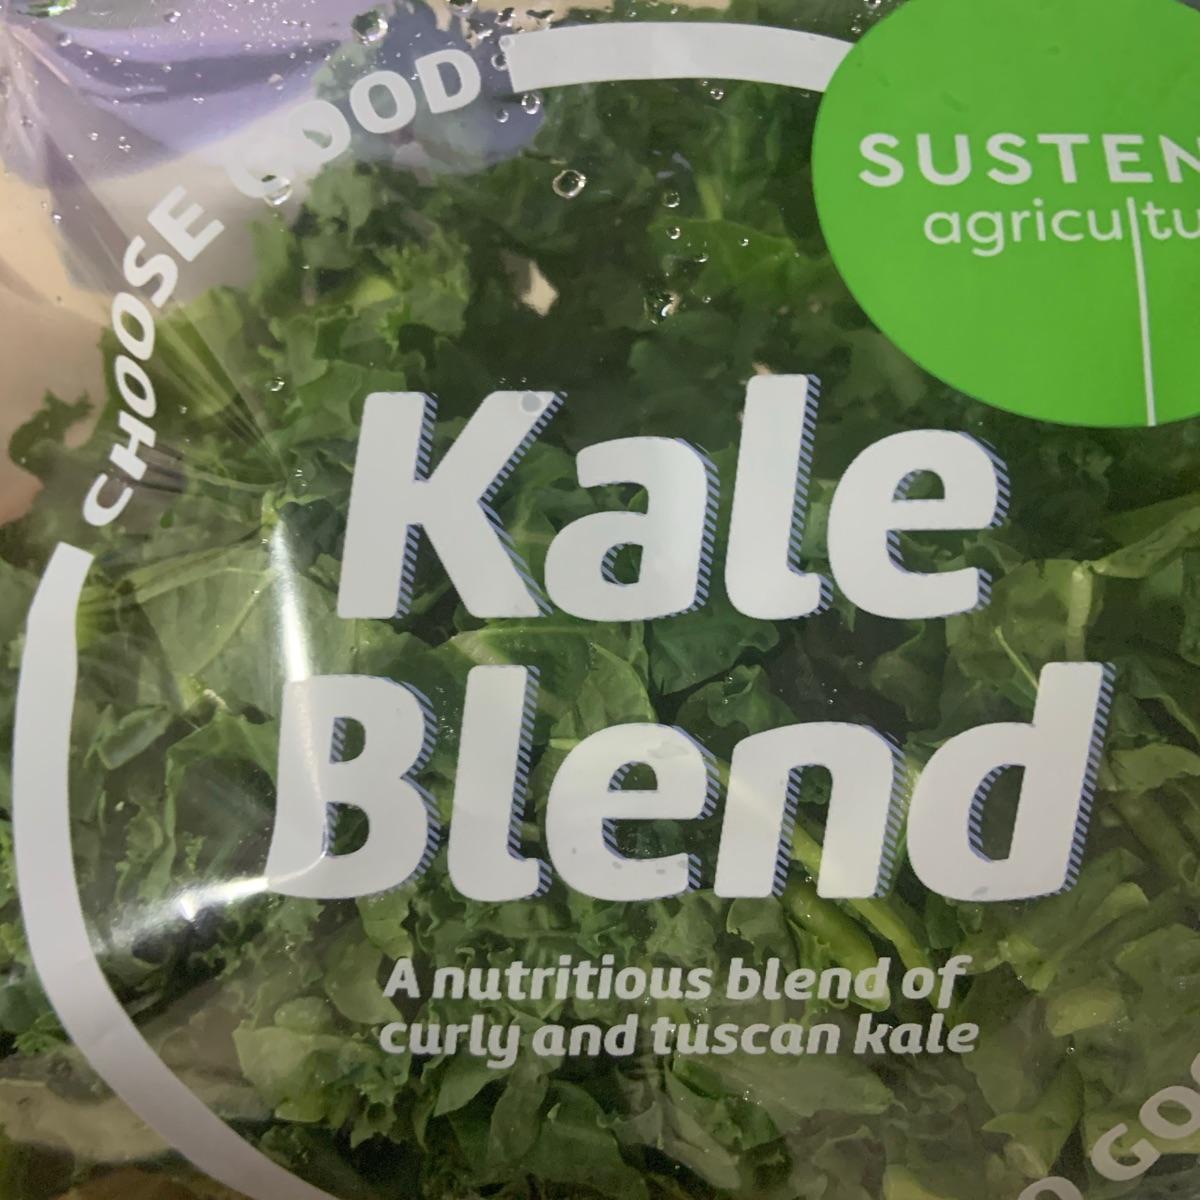 CHOOSE GOOD
SUSTEN
agricultu
Kale
Blend
A nutritious blend of
curly and tuscan kale